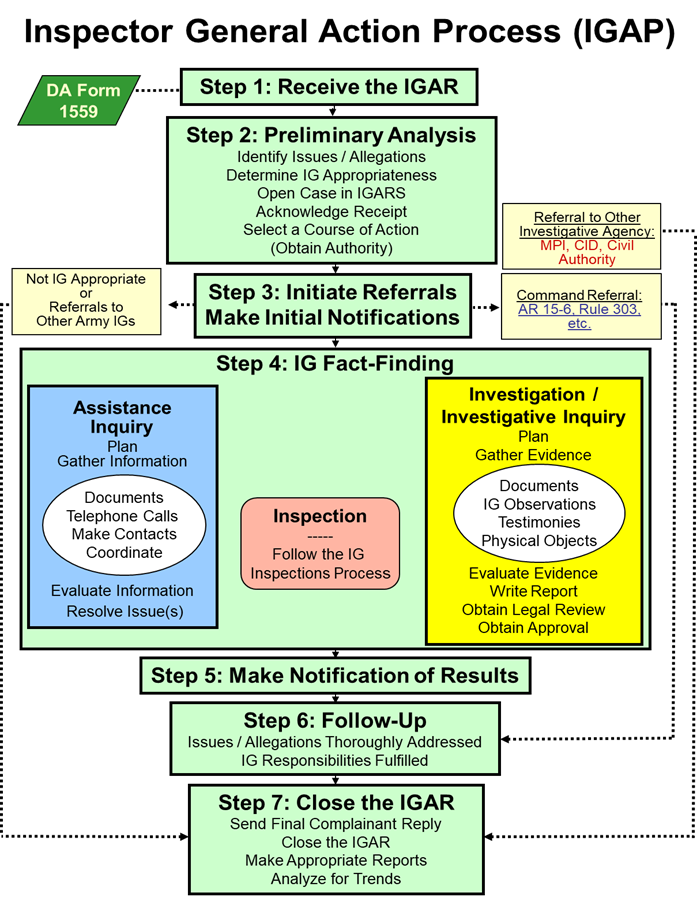 Inspector General Action Process (IGAP)
DA Form
1559
Step 1: Receive the IGAR
Step 2: Preliminary Analysis
Identify Issues / Allegations
Determine IG Appropriateness
Open Case in IGARS
Acknowledge Receipt
Select a Course of Action
(Obtain Authority)
Referral to Other
Investigative Agency:
MPI, CID, Civil
Authority
Not IG Appropriate
or
Referrals to
Other Army IGs
Step 3: Initiate Referrals
Make Initial Notifications
Command Referral:
AR 15-6, Rule 303,
etc.
Step 4: IG Fact-Finding
Assistance
Inquiry
Plan
Gather Information
Documents
Telephone Calls
Make Contacts
Coordinate
Evaluate Information
Resolve Issue(s)
Inspection
-----
Follow the IG
Inspections Process
Investigation /
Investigative Inquiry
Plan
Gather Evidence
Documents
IG Observations
Testimonies
Physical Objects
Evaluate Evidence
Write Report
Obtain Legal Review
Obtain Approval
Step 5: Make Notification of Results
Step 6: Follow-Up
Issues / Allegations Thoroughly Addressed
IG Responsibilities Fulfilled
Step 7: Close the IGAR
Send Final Complainant Reply
Close the IGAR
Make Appropriate Reports
Analyze for Trends